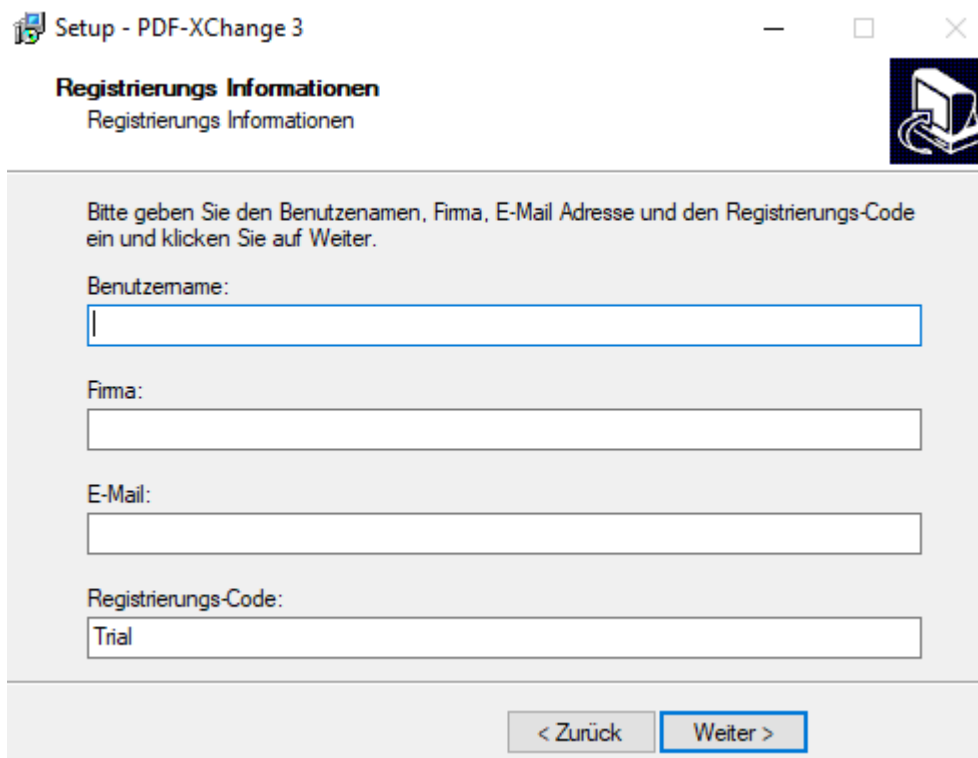 Setup - PDF-XChange 3
Registrierungs Informationen
Registrierungs Informationen
Bitte geben Sie den Benutzenamen, Firma, E-Mail Adresse und den Registrierungs-Code
ein und klicken Sie auf Weiter.
Benutzername:
Firma:
E-Mail:
Registrierungs-Code:
Trial
< Zurück
Weiter >